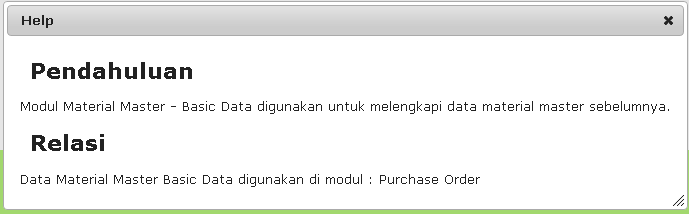 Help
Pendahuluan
Modul Material Master - Basic Data digunakan untuk melengkapi data material master sebelumnya.
Relasi
Data Material Master Basic Data digunakan di modul : Purchase Order